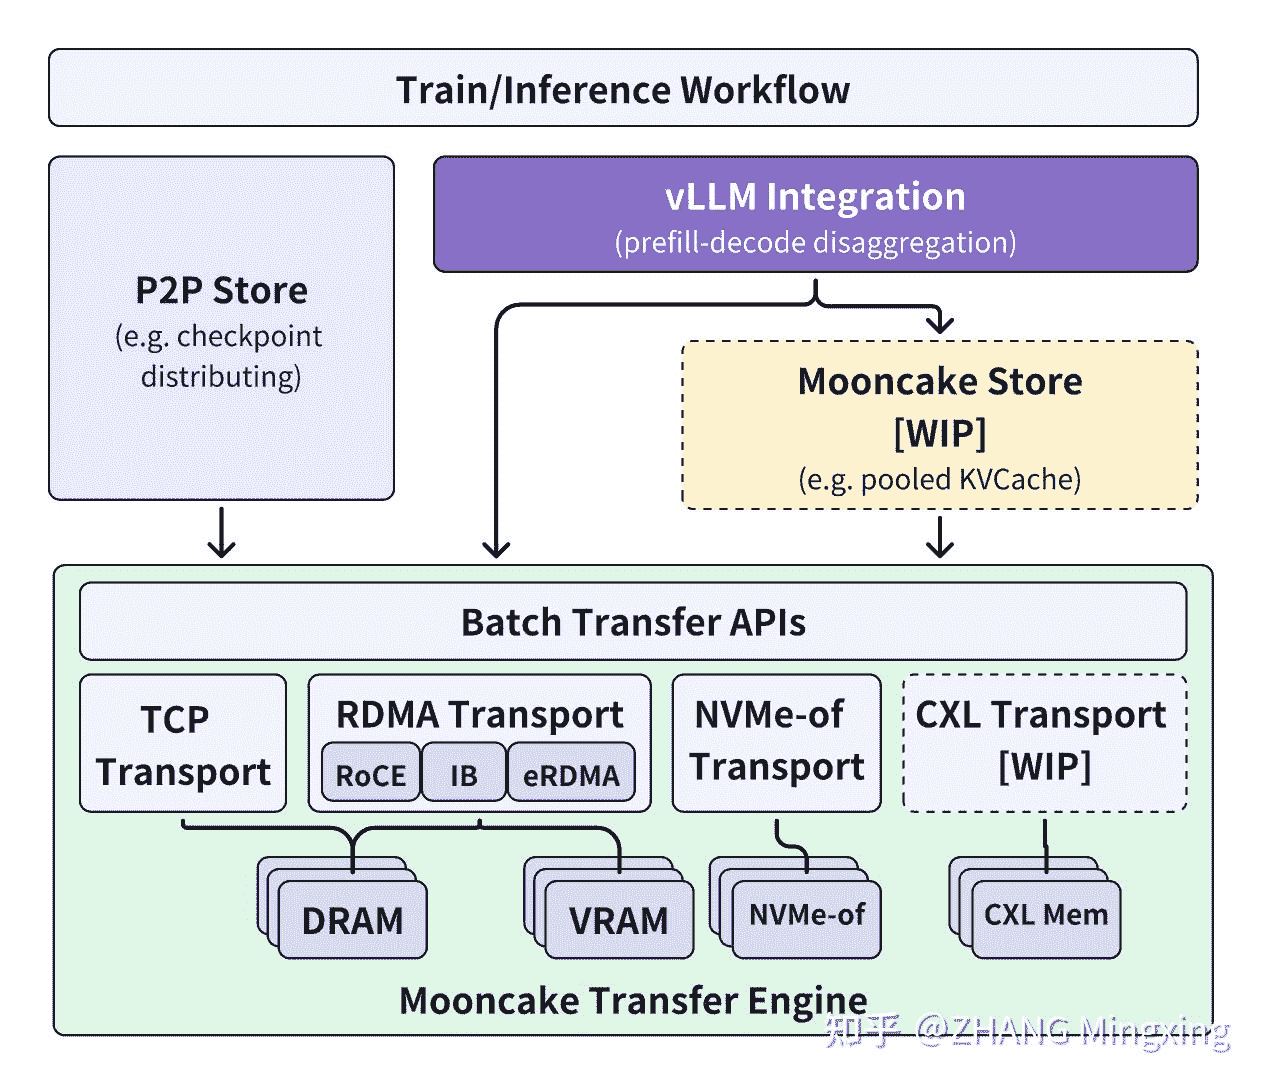 Train/Inference Workflow
P2P Store
(e.g. checkpoint
distributing)
vLLM Integration
(prefill-decode disaggregation)
Mooncake Store
[WIP]
(e.g. pooled KVCache)
Batch Transfer APIs
TCP
Transport
RDMA Transport
RoCE
IB
eRDMA
NVMe-of
Transport
CXL Transport
[WIP]
DRAM
VRAM
NVMe-of
CXL Mem
Mooncake Transfer Engine
知乎 @ZHANG Mingxing